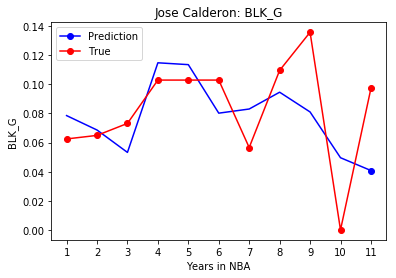 Jose Calderon: BLK_G
Prediction
True
0.14
0.12
0.10
0.08
0.06
0.04
0.02
0.00
BLK_G
1 2 3 4 5 6 7 8 9 10 11
Years in NBA